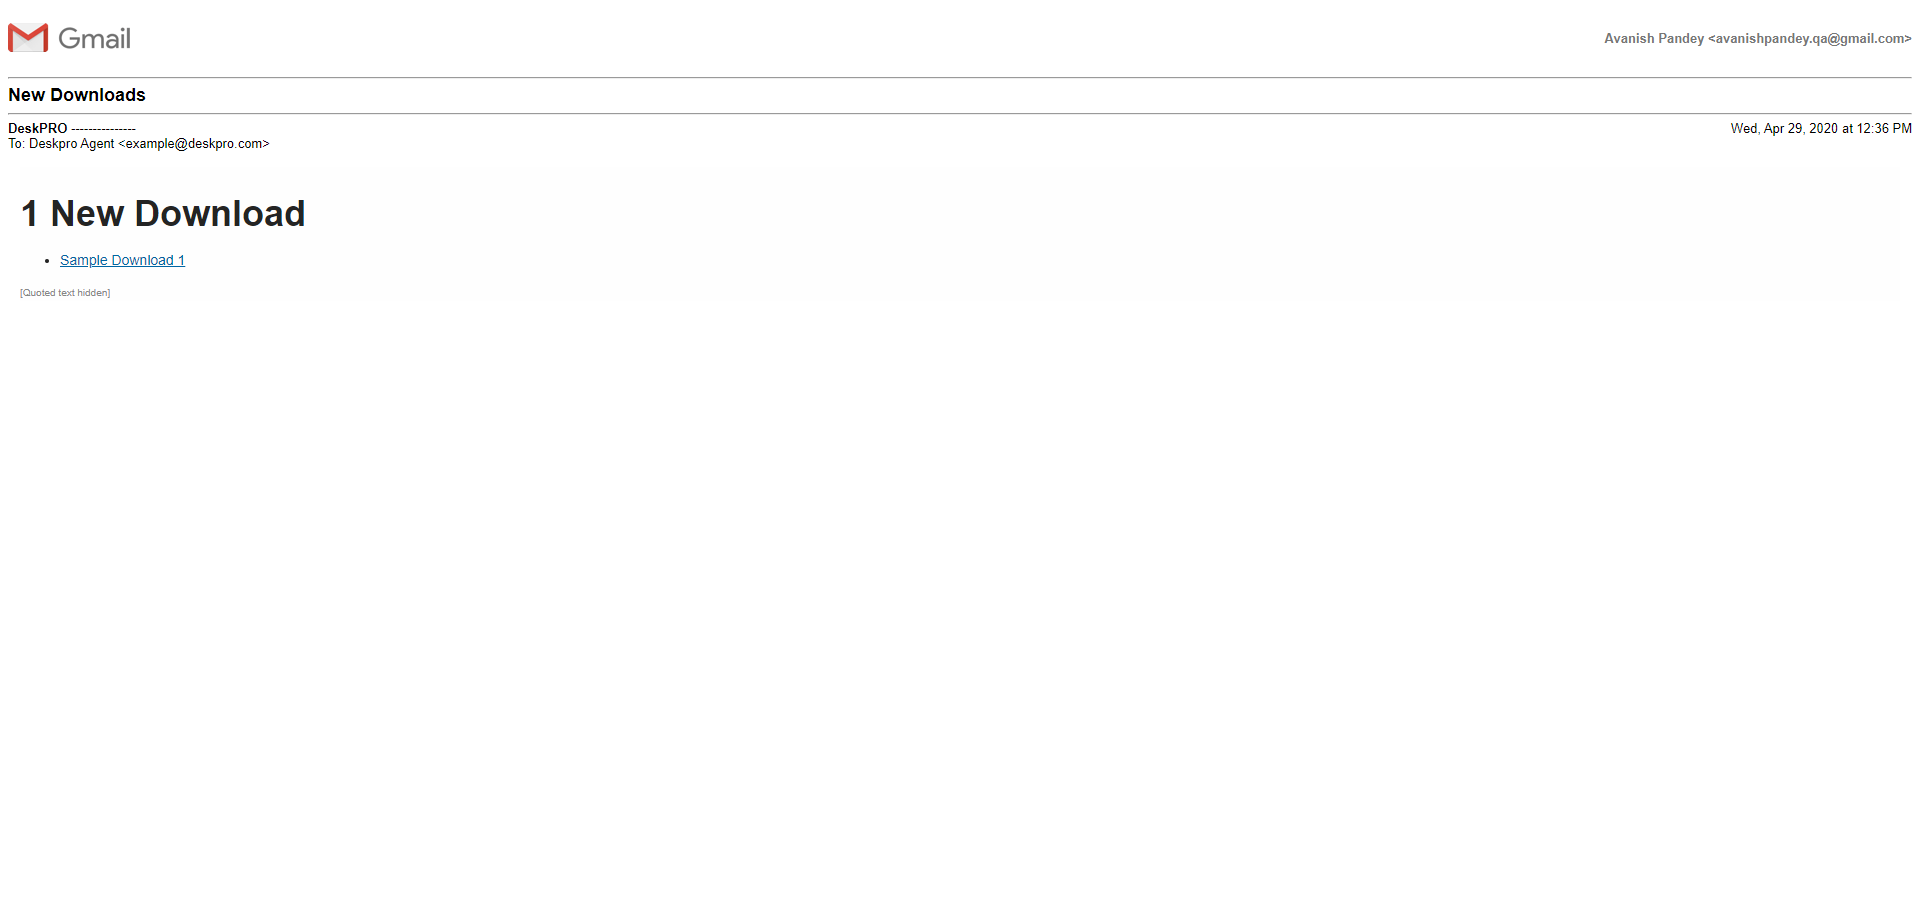 Gmail
Avanish Pandey <avanishpandey.qa@gmail.com>
New Downloads
DeskPRO ---------------
Wed, Apr 29, 2020 at 12:36 PM
To: Deskpro Agent <example@deskpro.com>
1 New Download
• Sample Download 1
[Quoted text hidden]